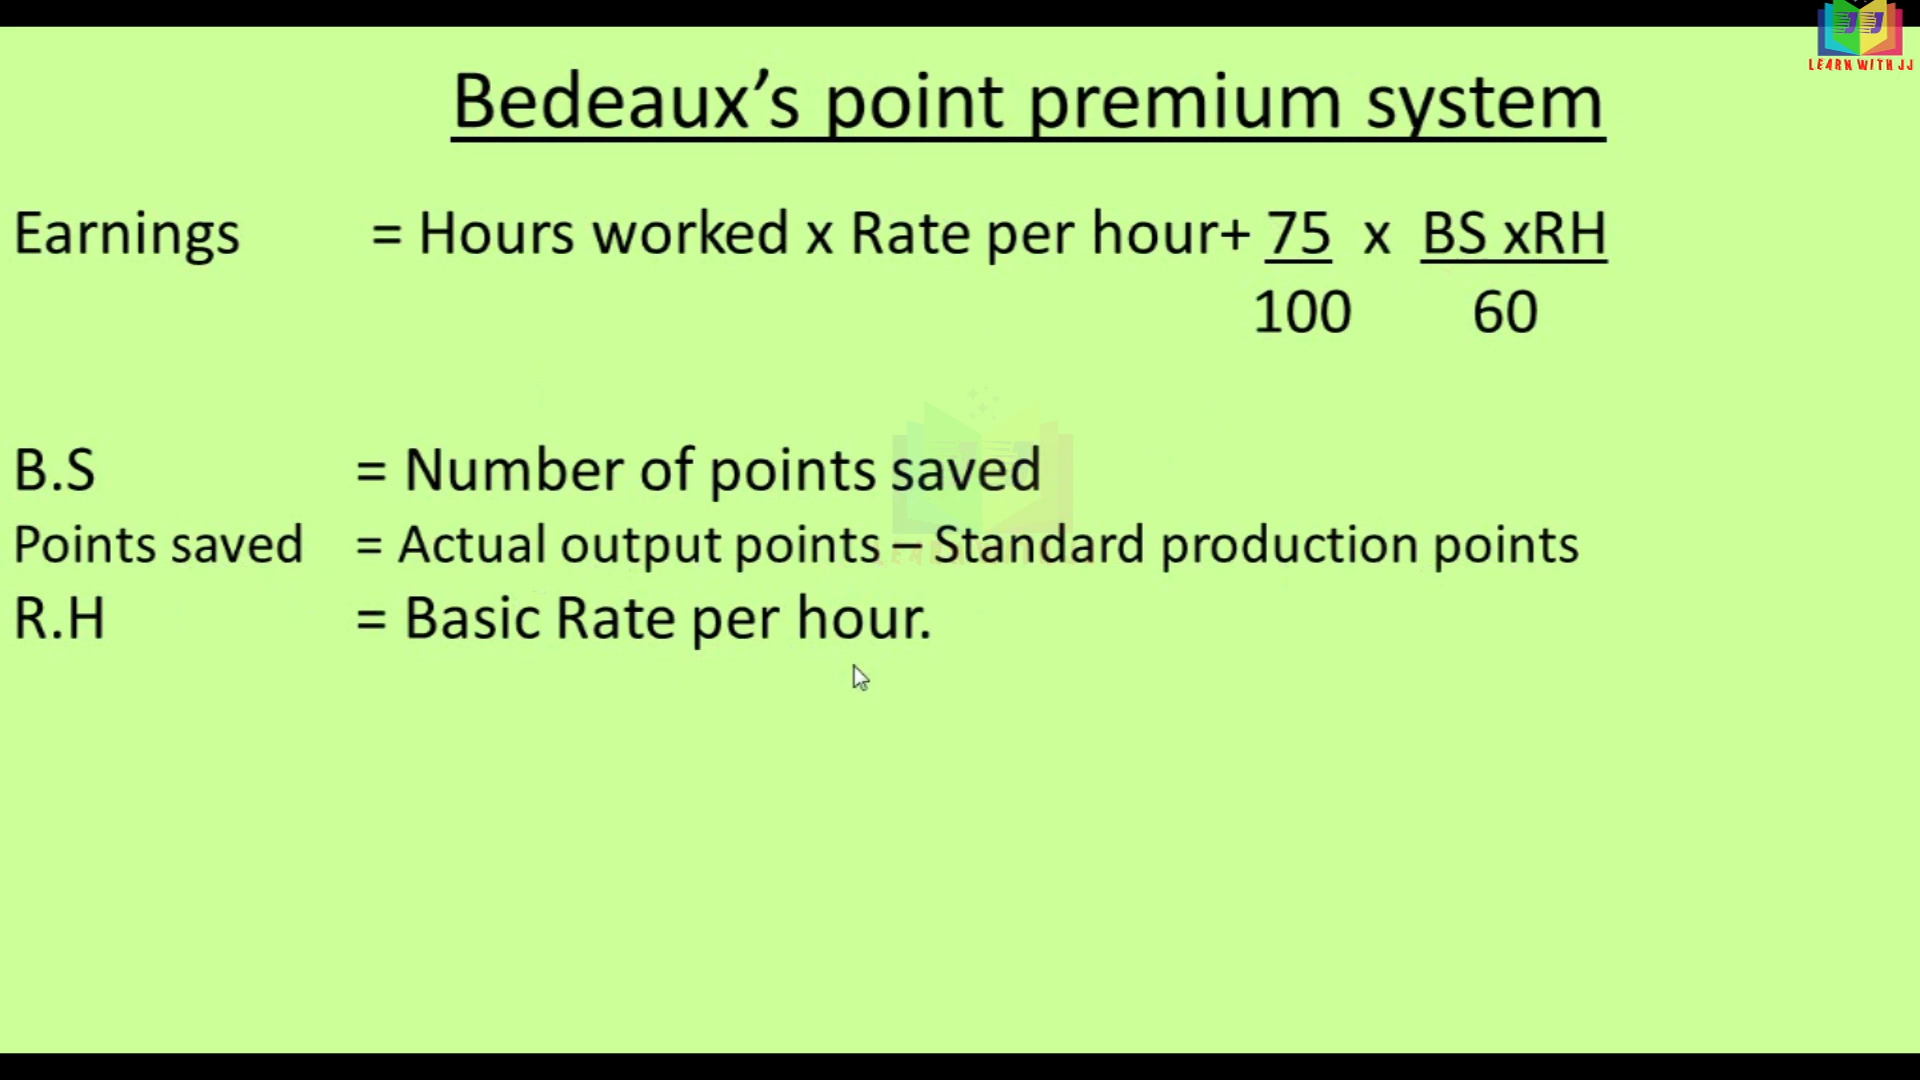 LEARN WITH JJ
Bedeaux’s point premium system
Earnings = Hours worked x Rate per hour+ 75 x BS xRH
100 60
B.S = Number of points saved
Points saved = Actual output points – Standard production points
R.H = Basic Rate per hour.